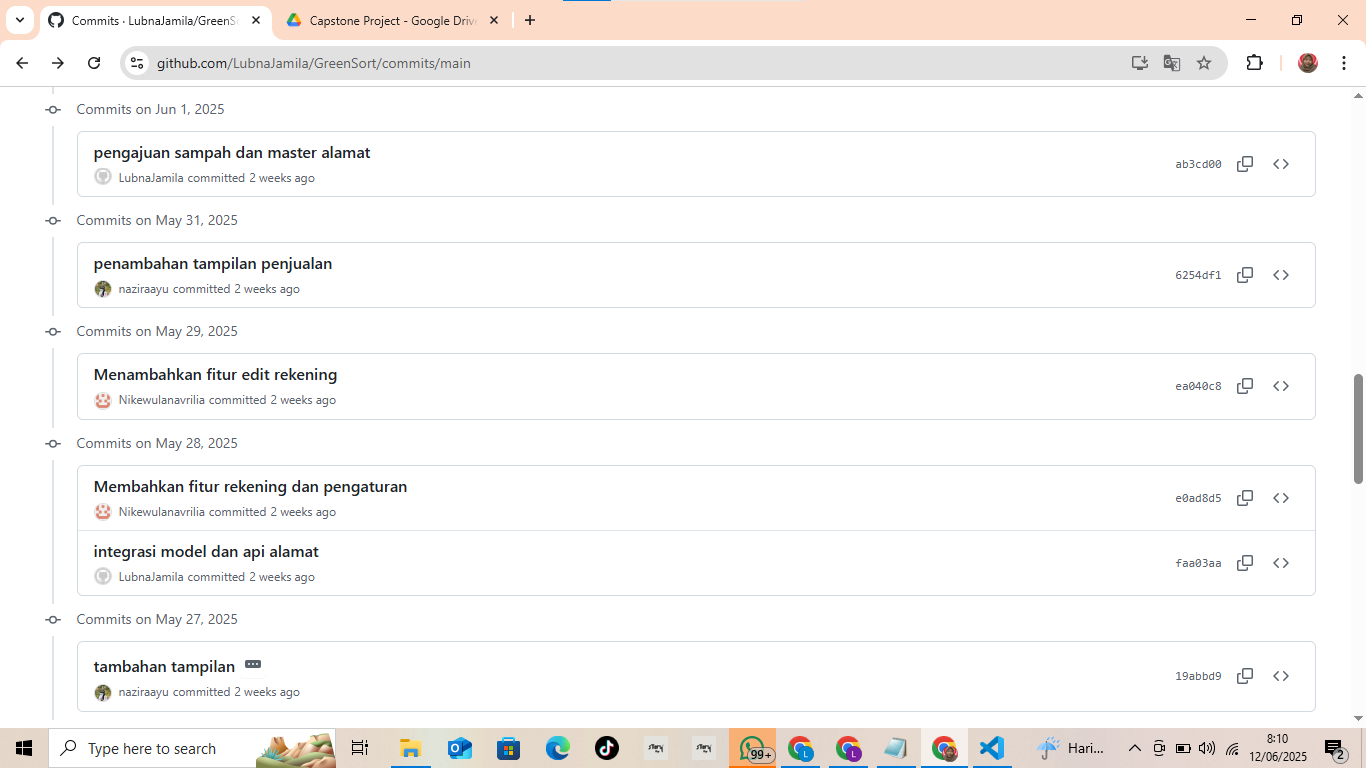 Commits · LubnaJamila/GreenS
Capstone Project - Google Drive
github.com/LubnaJamila/GreenSort/commits/main
Commits on Jun 1, 2025
pengajuan sampah dan master alamat
ab3cd00
LubnaJamila committed 2 weeks ago
Commits on May 31, 2025
penambahan tampilan penjualan
6254df1
naziraayu committed 2 weeks ago
Commits on May 29, 2025
Menambahkan fitur edit rekening
ea040c8
Nikewulanavrilia committed 2 weeks ago
Commits on May 28, 2025
Membahkan fitur rekening dan pengaturan
e0ad8d5
Nikewulanavrilia committed 2 weeks ago
integrasi model dan api alamat
faa03aa
LubnaJamila committed 2 weeks ago
Commits on May 27, 2025
tambahan tampilan
19abbd9
naziraayu committed 2 weeks ago
Type here to search
99+
L
L
Hari...
8:10
12/06/2025
2